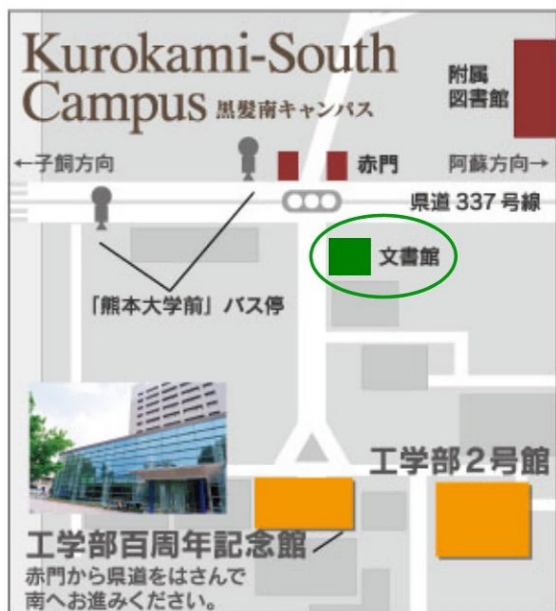 Kurokami-South
Campus 黒髪南キャンパス
附属
図書館
←子飼方向
赤門
阿蘇方向→
県道 337 号線
文書館
「熊本大学前」バス停
工学部2号館
工学部百周年記念館
赤門から県道をはさんで
南へお進みください。